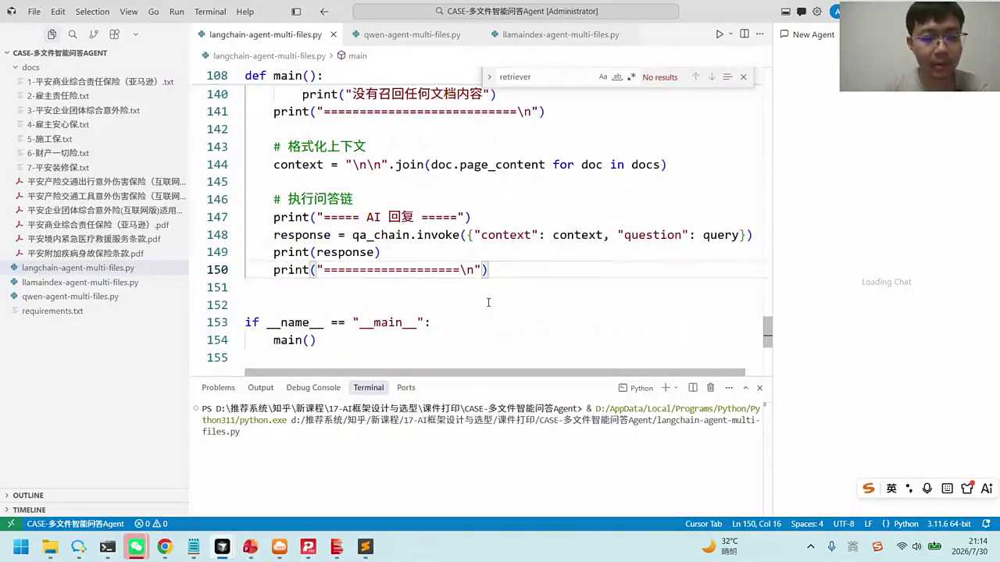 File Edit Selection View Go Run Terminal Help
CASE-多文件智能问答Agent [Administrator]
CASE-多文件智能问答AGENT
docs
1-平安商业综合责任保险（亚马逊）.txt
2-雇主责任险.txt
3-平安企业团体综合意外险.txt
4-雇主安心保.txt
5-施工保.txt
6-财产一切险.txt
7-平安装修保.txt
平安产险交通出行意外伤害保险（互联网...
平安产险交通工具意外伤害保险（互联网...
平安企业团体综合意外险(互联网版)适用...
平安商业综合责任保险（亚马逊）.pdf
平安境内紧急医疗救援服务条款.pdf
平安附加疾病身故保险条款.pdf
langchain-agent-multi-files.py
llamaindex-agent-multi-files.py
qwen-agent-multi-files.py
requirements.txt
OUTLINE
TIMELINE
langchain-agent-multi-files.py
qwen-agent-multi-files.py
llamaindex-agent-multi-files.py
langchain-agent-multi-files.py > main
retriever Aa ab No results
108 def main():
140 print("没有召回任何文档内容")
141 print("===========================\n")
142
143 # 格式化上下文
144 context = "\n\n".join(doc.page_content for doc in docs)
145
146 # 执行问答链
147 print("===== AI 回复 =====")
148 response = qa_chain.invoke({"context": context, "question": query})
149 print(response)
150 print("===================\n")
151
152
153 if __name__ == "__main__":
154 main()
155
Problems Output Debug Console Terminal Ports
Python
PS D:\推荐系统\知乎\新课程\17-AI框架设计与选型\课件打印\CASE-多文件智能问答Agent> & D:/AppData/Local/Programs/Python/Py
thon311/python.exe d:/推荐系统/知乎/新课程/17-AI框架设计与选型/课件打印/CASE-多文件智能问答Agent/langchain-agent-multi-
files.py
New Agent
Loading Chat
英
CASE-多文件智能问答Agent 0 0
Cursor Tab Ln 150, Col 16 Spaces: 4 UTF-8 LF {} Python 3.11.6 64-bit
32°C
晴朗
英
21:14
2026/7/30